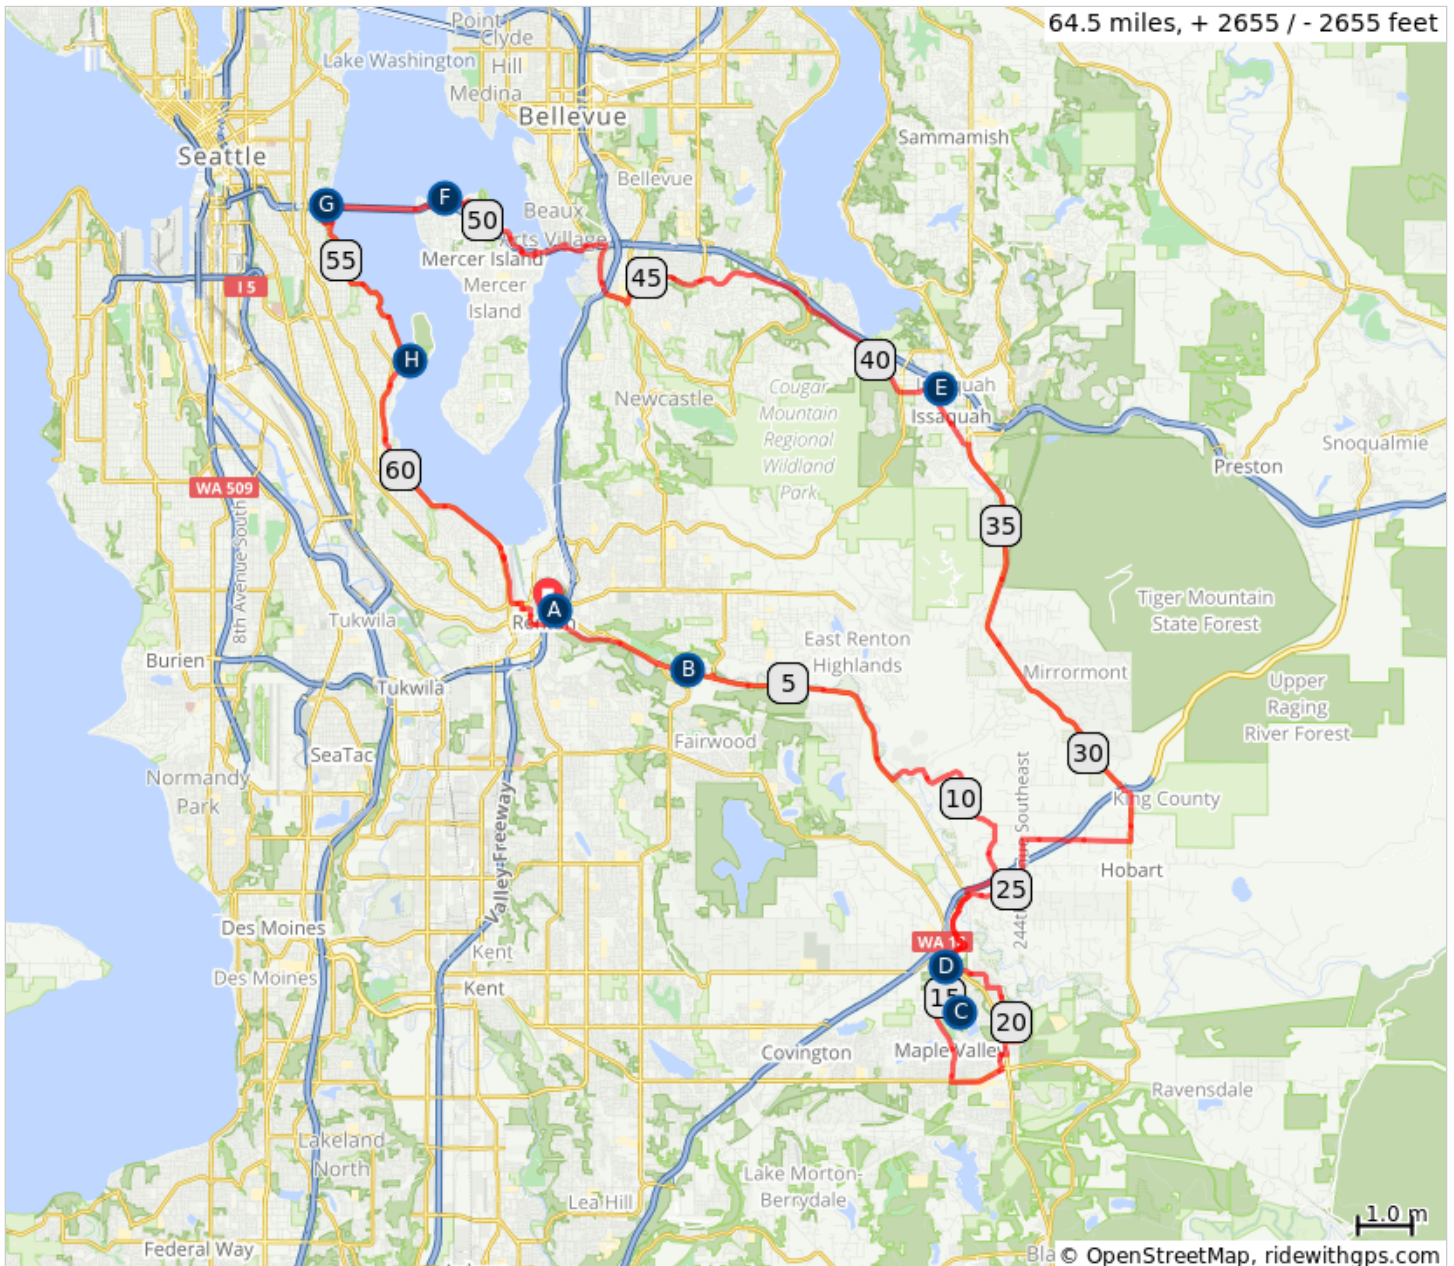 64.5 miles, + 2655 / - 2655 feet
Point
Clyde
Hill
Lake Washington
Medina
Bellevue
Sammamish
Seattle
Bellevue
G
F
50
Beaux
Arts Village
55
Mercer Island
Mercer
Island
45
I 5
H
40
E
Issaquah
Cougar
Mountain
Regional
Wildland
Park
Newcastle
Snoqualmie
Preston
60
WA 509
35
8th Avenue South
A
Tiger Mountain
State Forest
Tukwila
East Renton
Highlands
Burien
B
5
Mirrormont
Tukwila
Upper
Raging
River Forest
Fairwood
SeaTac
30
Normandy
Park
10
King County
Valley Freeway
Hobart
25
Des Moines
WA
Kent
D
Des Moines
Kent
15
C
20
Covington
Maple Valley
Ravensdale
Lakeland
North
Lake Morton-
Berrydale
Lea Hill
1.0 m
Federal Way
© OpenStreetMap, ridewithgps.com